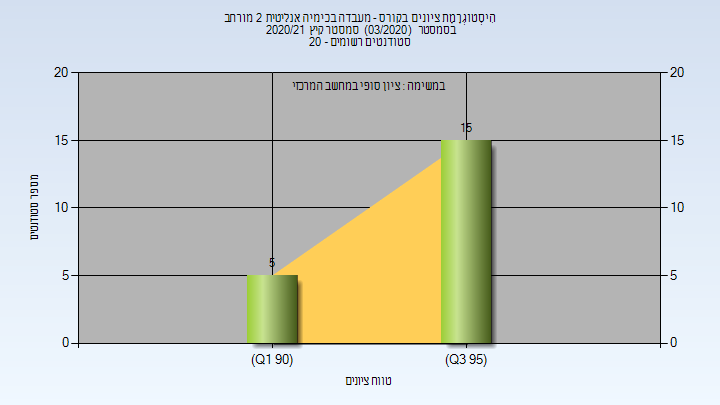 הִיסְטוֹגְרָמַת ציונים בקורס - מעבדה בכימיה אנליטית 2 מורחב
בסמסטר (03/2020) סמסטר קיץ 2020/21
סטודנטים רשומים - 20
במשימה : ציון סופי במחשב המרכזי
20
20
15
15
15
10
10
5
5
5
0
0
מספר סטודנטים
(Q1 90)
(Q3 95)
טווח ציונים